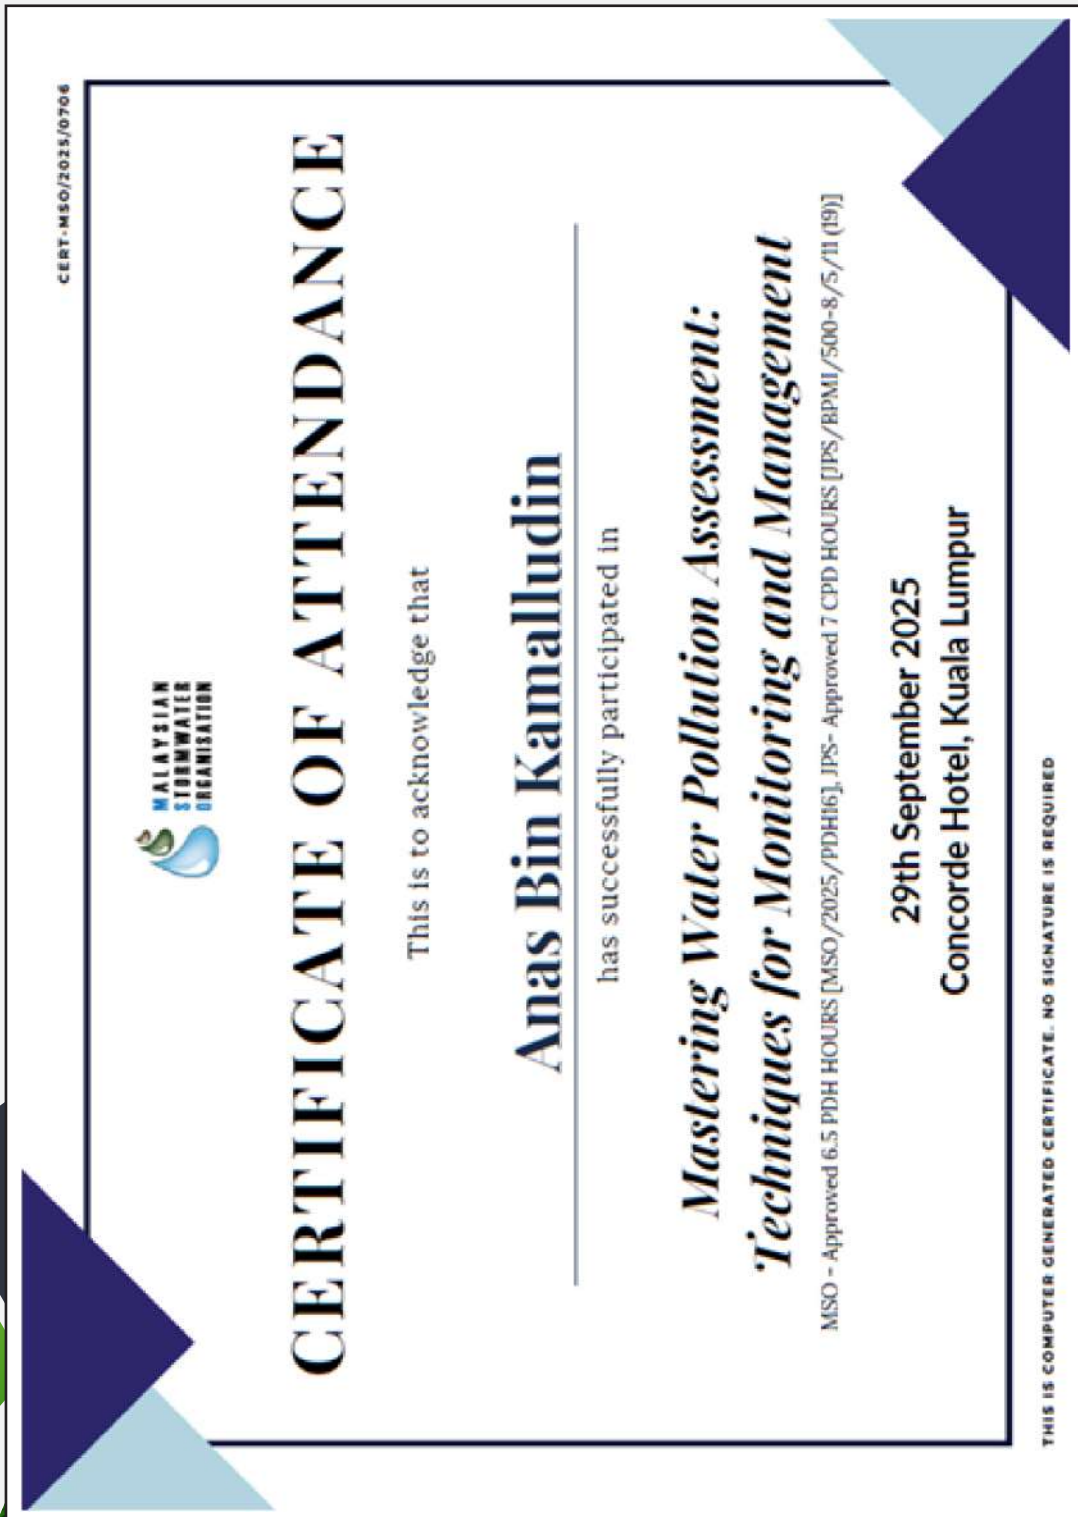 CERT-MSO/2025/0706
MALAYSIAN
STORMWATER
ORGANISATION
CERTIFICATE OF ATTENDANCE
This is to acknowledge that
Anas Bin Kamalludin
has successfully participated in
Mastering Water Pollution Assessment:
Techniques for Monitoring and Management
MSO - Approved 6.5 PDH HOURS [MSO/2025/PDH16], JPS- Approved 7 CPD HOURS [JPS/BPMI/500-8/5/11 (19)]
29th September 2025
Concorde Hotel, Kuala Lumpur
THIS IS COMPUTER GENERATED CERTIFICATE. NO SIGNATURE IS REQUIRED